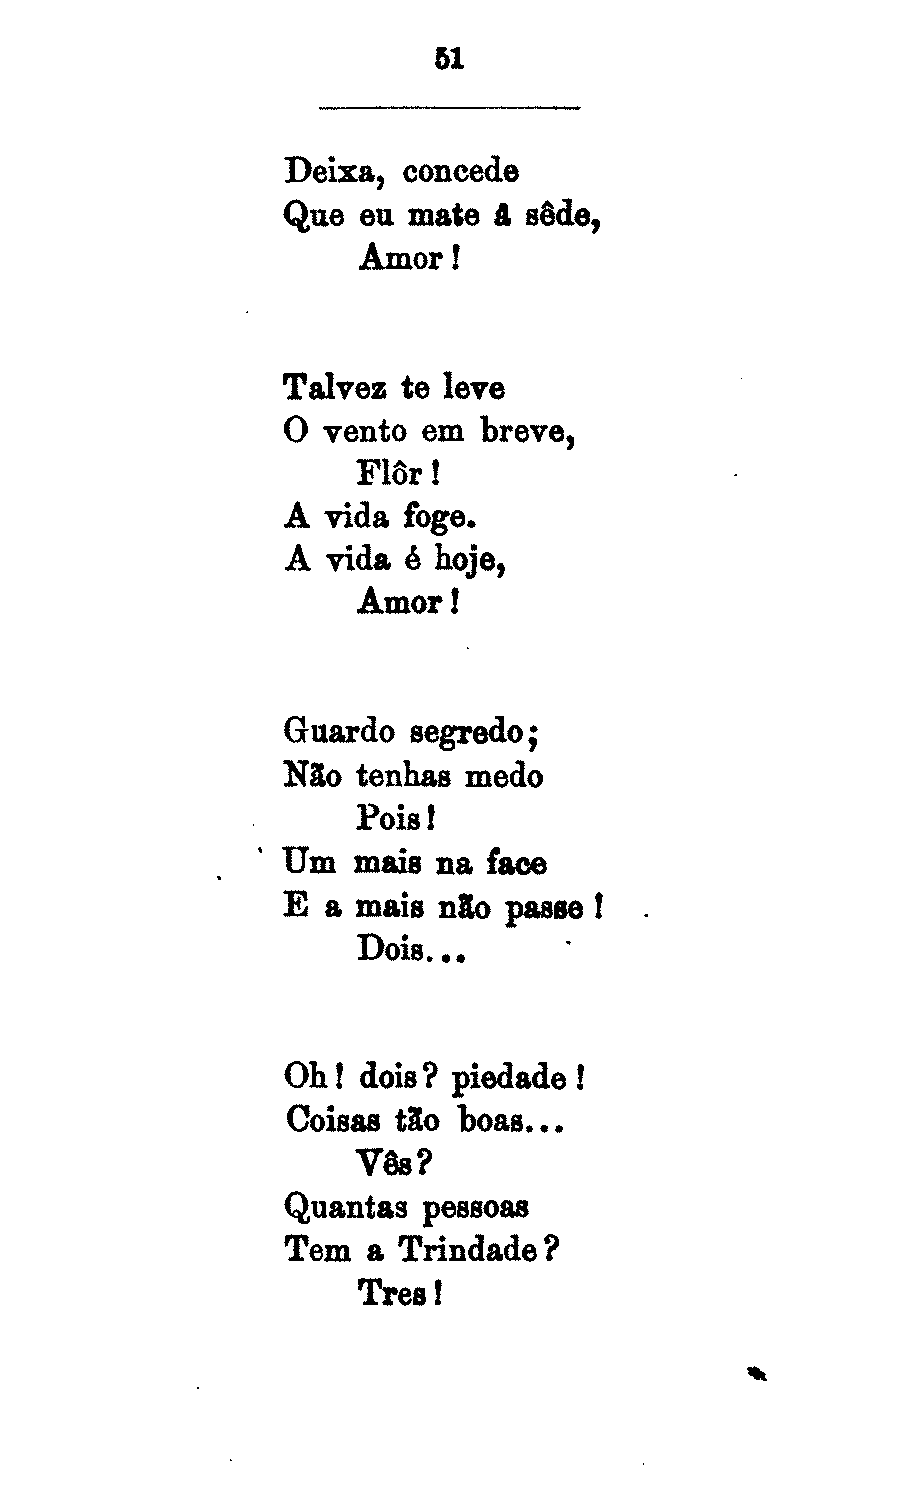 51
Deixa, concede
Que eu mate á sêde,
Amor!
Talvez te leve
O vento em breve,
Flôr!
A vida foge.
A vida é hoje,
Amor!
Guardo segredo;
Não tenhas medo
Pois!
Um mais na face
E a mais não passe!
Dois...
Oh! dois? piedade!
Coisas tão boas...
Vês?
Quantas pessoas
Tem a Trindade?
Tres!